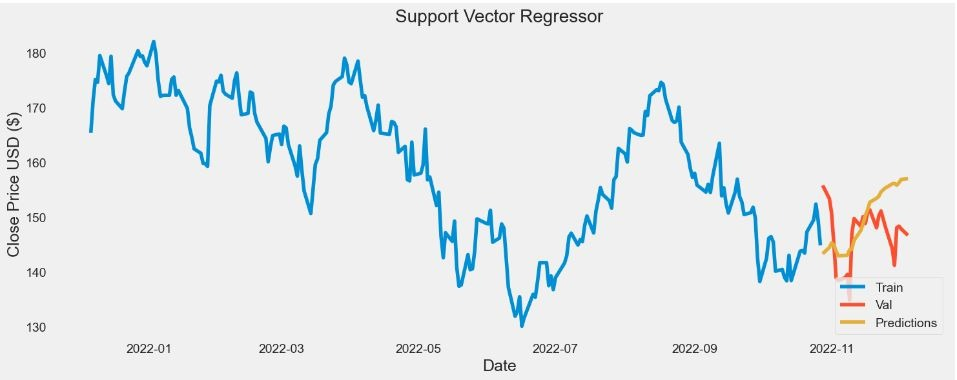 Support Vector Regressor
Close Price USD ($)
180
170
160
150
140
130
2022-01 2022-03 2022-05 2022-07 2022-09 2022-11
Date
Train
Val
Predictions